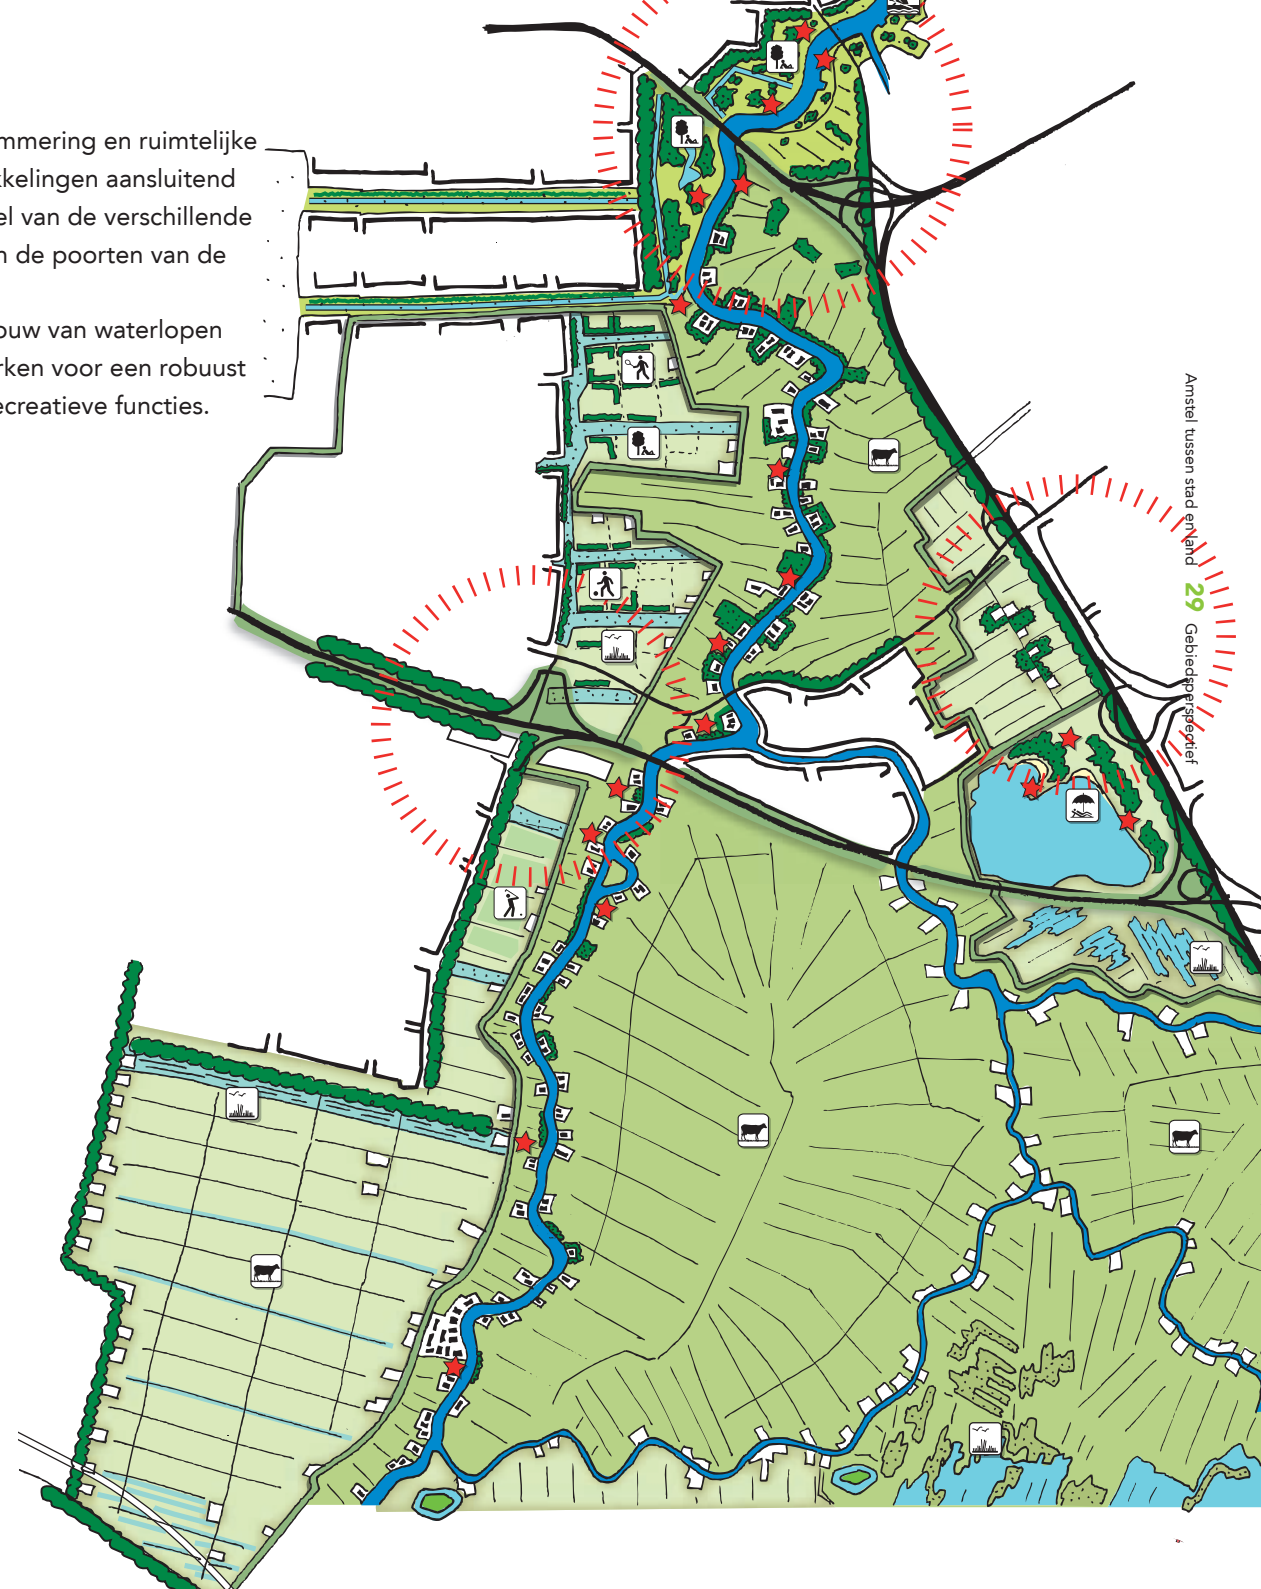 mmering en ruimtelijke
kkelingen aansluitend
el van de verschillende
n de poorten van de
ouw van waterlopen
rken voor een robuust
ecreatieve functies.
Amstel tussen stad en land 29 Gebiedsperspectief